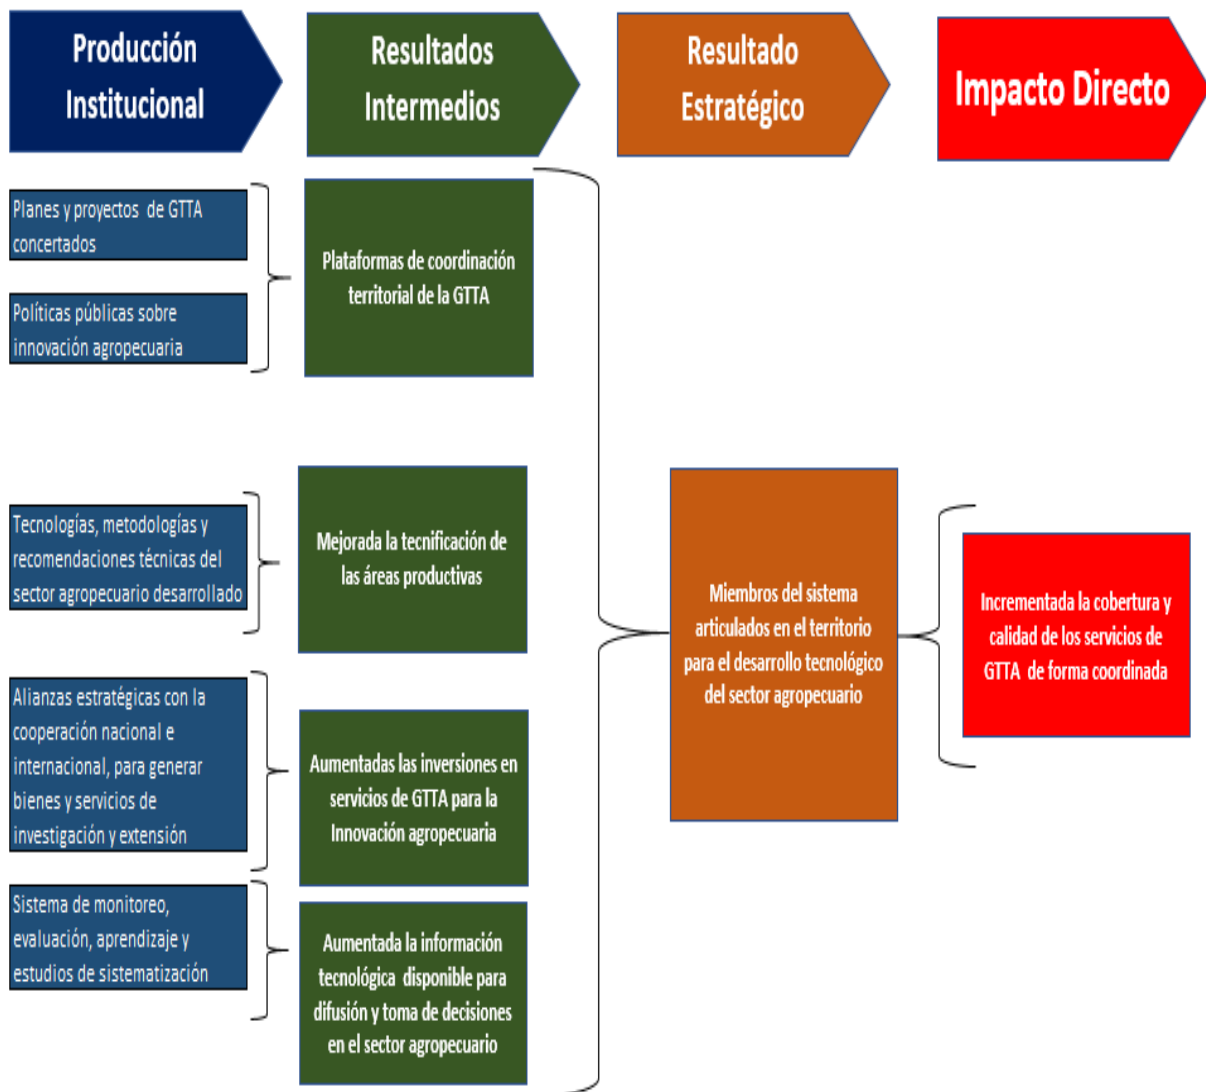 Producción
Institucional
Resultados
Intermedios
Resultado
Estratégico
Impacto Directo
Planes y proyectos de GTTA
concertados
Políticas públicas sobre
innovación agropecuaria
Plataformas de coordinación
territorial de la GTTA
Tecnologías, metodologías y
recomendaciones técnicas del
sector agropecuario desarrollado
Mejorada la tecnificación de
las áreas productivas
Alianzas estratégicas con la
cooperación nacional e
internacional, para generar
bienes y servicios de
investigación y extensión
Aumentadas las inversiones en
servicios de GTTA para la
Innovación agropecuaria
Sistema de monitoreo,
evaluación, aprendizaje y
estudios de sistematización
Aumentada la información
tecnológica disponible para
difusión y toma de decisiones
en el sector agropecuario
Miembros del sistema
articulados en el territorio
para el desarrollo tecnológico
del sector agropecuario
Incrementada la cobertura y
calidad de los servicios de
GTTA de forma coordinada